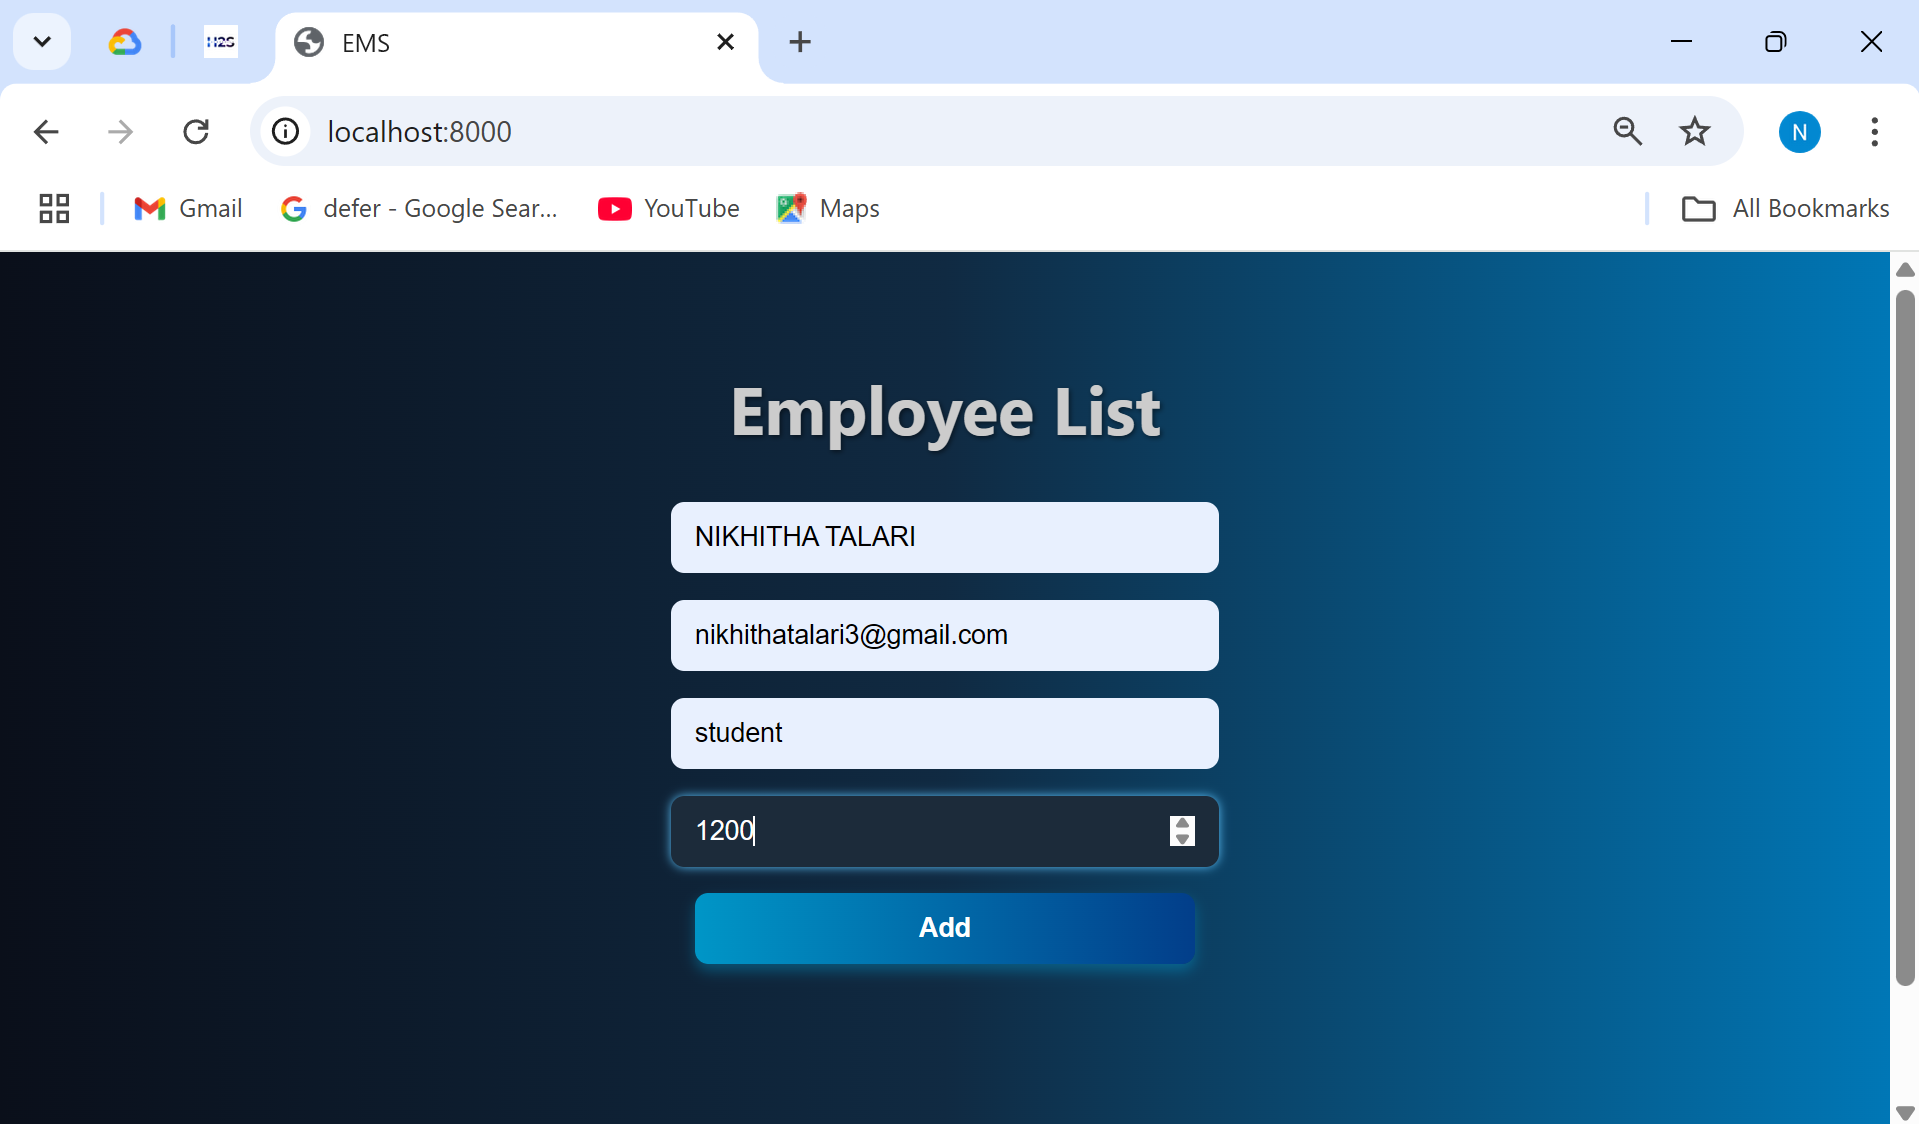 H2S
EMS
localhost:8000
N
Gmail
defer - Google Sear...
YouTube
Maps
All Bookmarks
Employee List
NIKHITHA TALARI
nikhithatalari3@gmail.com
student
1200
Add